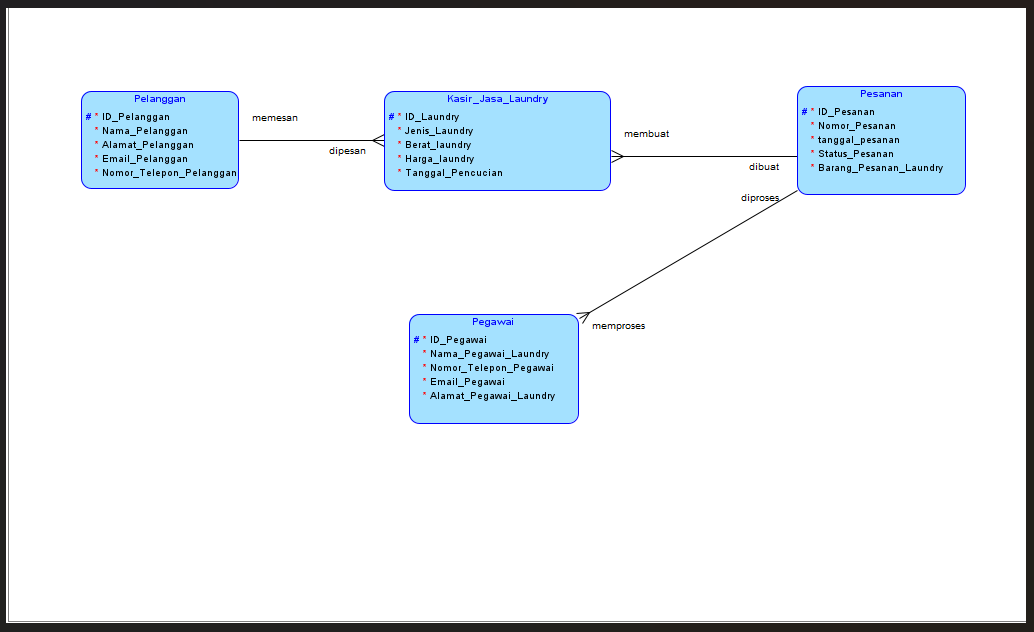 Pelanggan
# * ID_Pelanggan
* Nama_Pelanggan
* Alamat_Pelanggan
* Email_Pelanggan
* Nomor_Telepon_Pelanggan
memesan
dipesan
Kasir_Jasa_Laundry
# * ID_Laundry
* Jenis_Laundry
* Berat_laundry
* Harga_laundry
* Tanggal_Pencucian
membuat
dibuat
Pesanan
# * ID_Pesanan
* Nomor_Pesanan
* tanggal_pesanan
* Status_Pesanan
* Barang_Pesanan_Laundry
diproses
memproses
Pegawai
# * ID_Pegawai
* Nama_Pegawai_Laundry
* Nomor_Telepon_Pegawai
* Email_Pegawai
* Alamat_Pegawai_Laundry